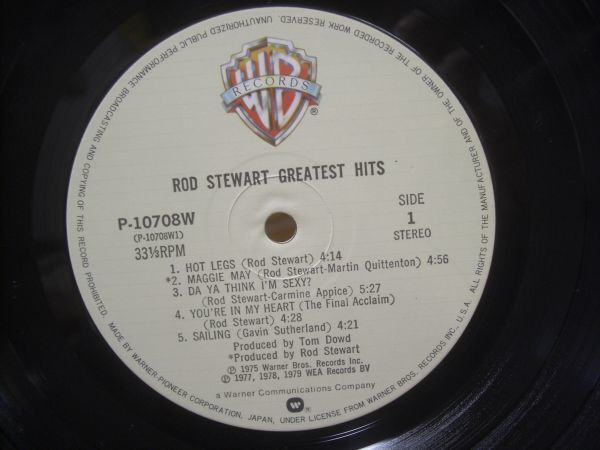 UNAUTHORIZED PUBLIC PERFORMANCE BROADCASTING AND COPYING OF THIS RECORD PROHIBITED.
ALL RIGHTS OF THE MANUFACTURER AND OF THE OWNER OF THE RECORDED WORK RESERVED.
WB
RECORDS
®
ROD STEWART GREATEST HITS
P-10708W
(P-10708W1)
33⅓RPM
SIDE
1
STEREO
1. HOT LEGS (Rod Stewart) 4:14
*2. MAGGIE MAY (Rod Stewart-Martin Quittenton) 4:56
3. DA YA THINK I'M SEXY?
(Rod Stewart-Carmine Appice) 5:27
4. YOU'RE IN MY HEART (The Final Acclaim)
(Rod Stewart) 4:28
5. SAILING (Gavin Sutherland) 4:21
Produced by Tom Dowd
*Produced by Rod Stewart
℗ 1975 Warner Bros. Records Inc.
℗ 1977, 1978, 1979 WEA Records BV
a Warner Communications Company
®
MADE BY WARNER-PIONEER CORPORATION, JAPAN, UNDER LICENSE FROM WARNER BROS. RECORDS INC., U.S.A.